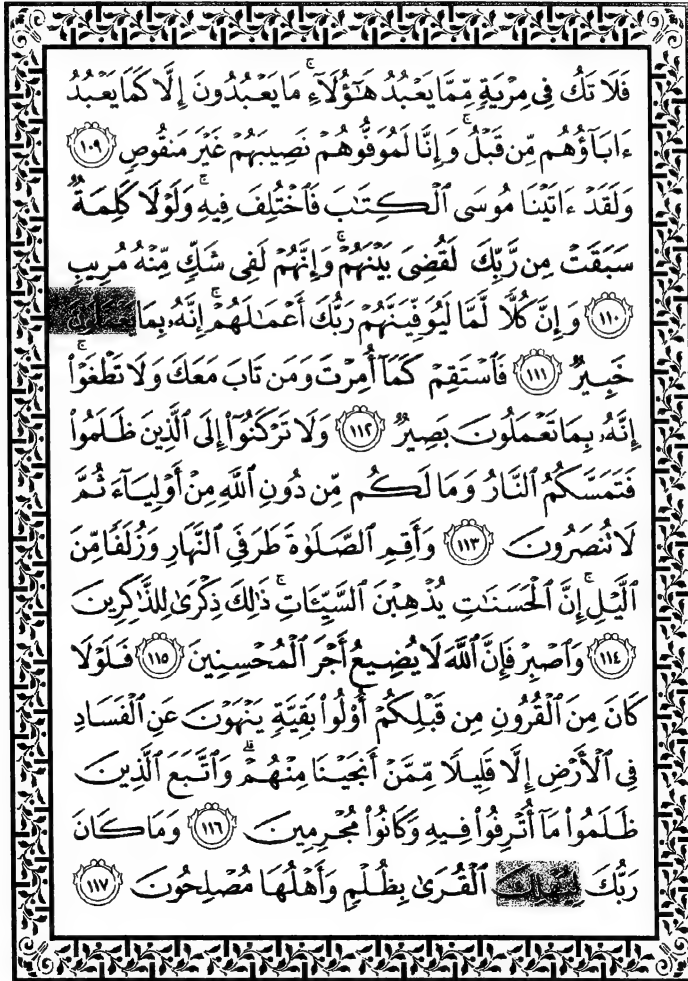 فَلَا تَكُ فِى مِرْيَةٍ مِّمَّا يَعْبُدُ هَٰٓؤُلَآءِ ۚ مَا يَعْبُدُونَ إِلَّا كَمَا يَعْبُدُ
ءَابَآؤُهُم مِّن قَبْلُ ۚ وَإِنَّا لَمُوَفُّوهُمْ نَصِيبَهُمْ غَيْرَ مَنقُوصٍ ١٠٩
وَلَقَدْ ءَاتَيْنَا مُوسَى ٱلْكِتَٰبَ فَٱخْتُلِفَ فِيهِ ۚ وَلَوْلَا كَلِمَةٌ
سَبَقَتْ مِن رَّبِّكَ لَقُضِىَ بَيْنَهُمْ ۚ وَإِنَّهُمْ لَفِى شَكٍّ مِّنْهُ مُرِيبٍ
١١٠ وَإِنَّ كُلًّا لَّمَّا لَيُوَفِّيَنَّهُمْ رَبُّكَ أَعْمَٰلَهُمْ ۚ إِنَّهُۥ بِمَا
خَبِيرٌ ١١١ فَٱسْتَقِمْ كَمَآ أُمِرْتَ وَمَن تَابَ مَعَكَ وَلَا تَطْغَوْا۟ ۚ
إِنَّهُۥ بِمَا تَعْمَلُونَ بَصِيرٌ ١١٢ وَلَا تَرْكَنُوٓا۟ إِلَى ٱلَّذِينَ ظَلَمُوا۟
فَتَمَسَّكُمُ ٱلنَّارُ وَمَا لَكُم مِّن دُونِ ٱللَّهِ مِنْ أَوْلِيَآءَ ثُمَّ
لَا تُنصَرُونَ ١١٣ وَأَقِمِ ٱلصَّلَوٰةَ طَرَفَىِ ٱلنَّهَارِ وَزُلَفًا مِّنَ
ٱلَّيْلِ ۚ إِنَّ ٱلْحَسَنَٰتِ يُذْهِبْنَ ٱلسَّيِّـَٔاتِ ۚ ذَٰلِكَ ذِكْرَىٰ لِلذَّٰكِرِينَ
١١٤ وَٱصْبِرْ فَإِنَّ ٱللَّهَ لَا يُضِيعُ أَجْرَ ٱلْمُحْسِنِينَ ١١٥ فَلَوْلَا
كَانَ مِنَ ٱلْقُرُونِ مِن قَبْلِكُمْ أُو۟لُوا۟ بَقِيَّةٍ يَنْهَوْنَ عَنِ ٱلْفَسَادِ
فِى ٱلْأَرْضِ إِلَّا قَلِيلًا مِّمَّنْ أَنجَيْنَا مِنْهُمْ ۗ وَٱتَّبَعَ ٱلَّذِينَ
ظَلَمُوا۟ مَآ أُتْرِفُوا۟ فِيهِ وَكَانُوا۟ مُجْرِمِينَ ١١٦ وَمَا كَانَ
رَبُّكَ لِيُهْلِكَ ٱلْقُرَىٰ بِظُلْمٍ وَأَهْلُهَا مُصْلِحُونَ ١١٧